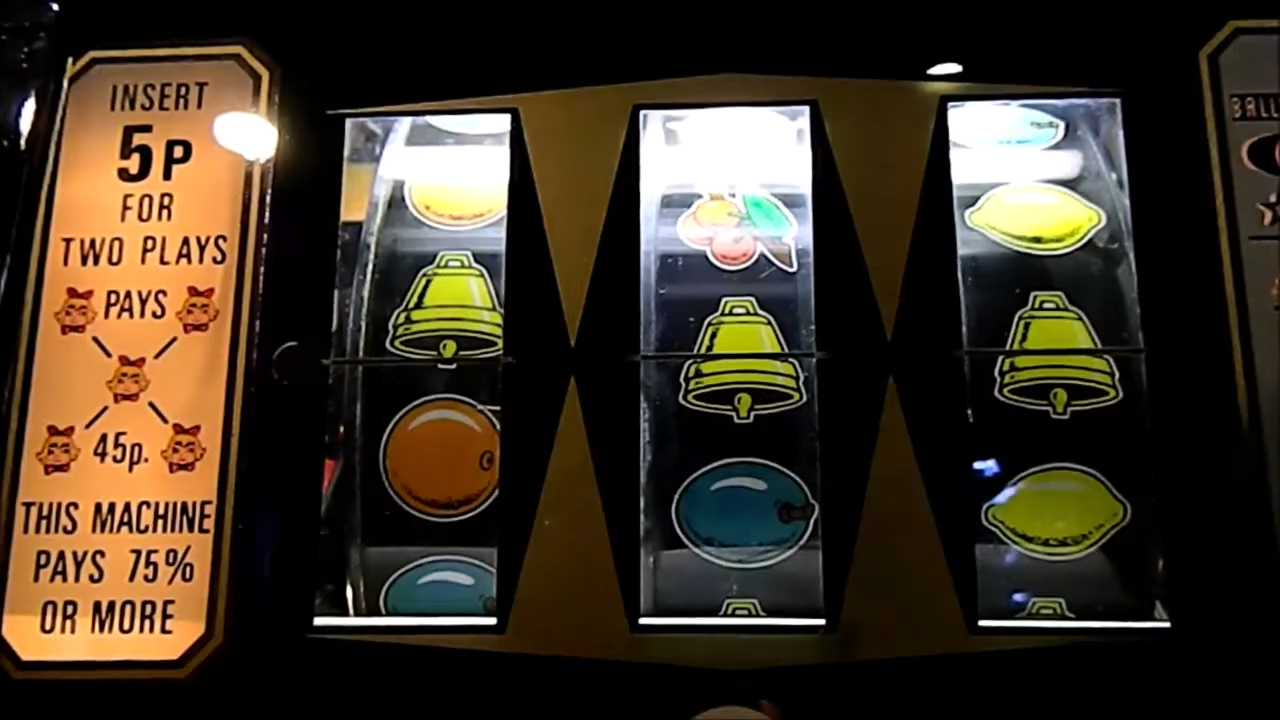 INSERT
5P
FOR
TWO PLAYS
PAYS
45p.
THIS MACHINE
PAYS 75%
OR MORE